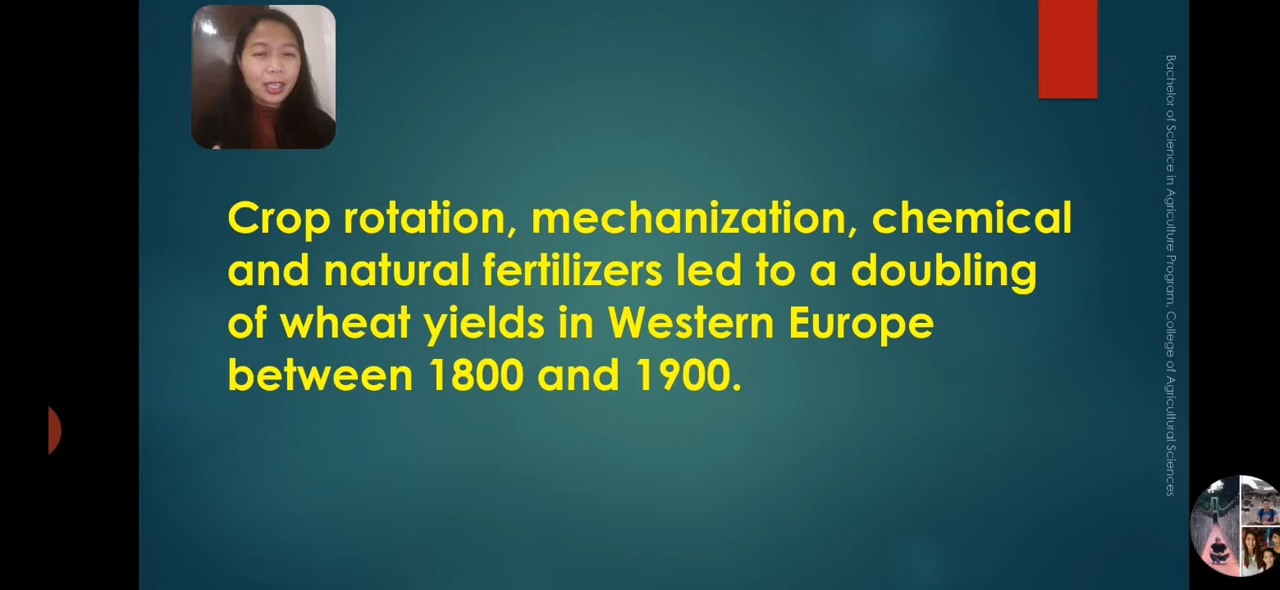 Crop rotation, mechanization, chemical
and natural fertilizers led to a doubling
of wheat yields in Western Europe
between 1800 and 1900.
Bachelor of Science in Agriculture Program, College of Agricultural Sciences